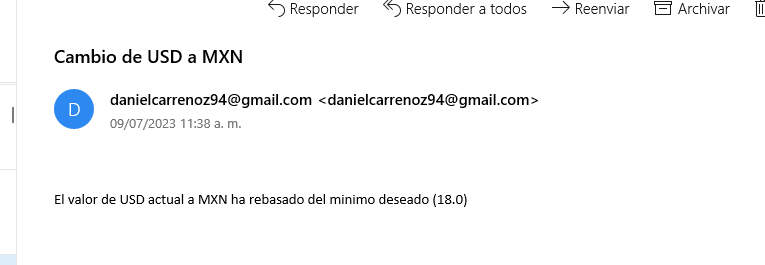 Responder Responder a todos Reenviar Archivar
Cambio de USD a MXN
D
danielcarrenoz94@gmail.com <danielcarrenoz94@gmail.com>
09/07/2023 11:38 a. m.
El valor de USD actual a MXN ha rebasado del minimo deseado (18.0)